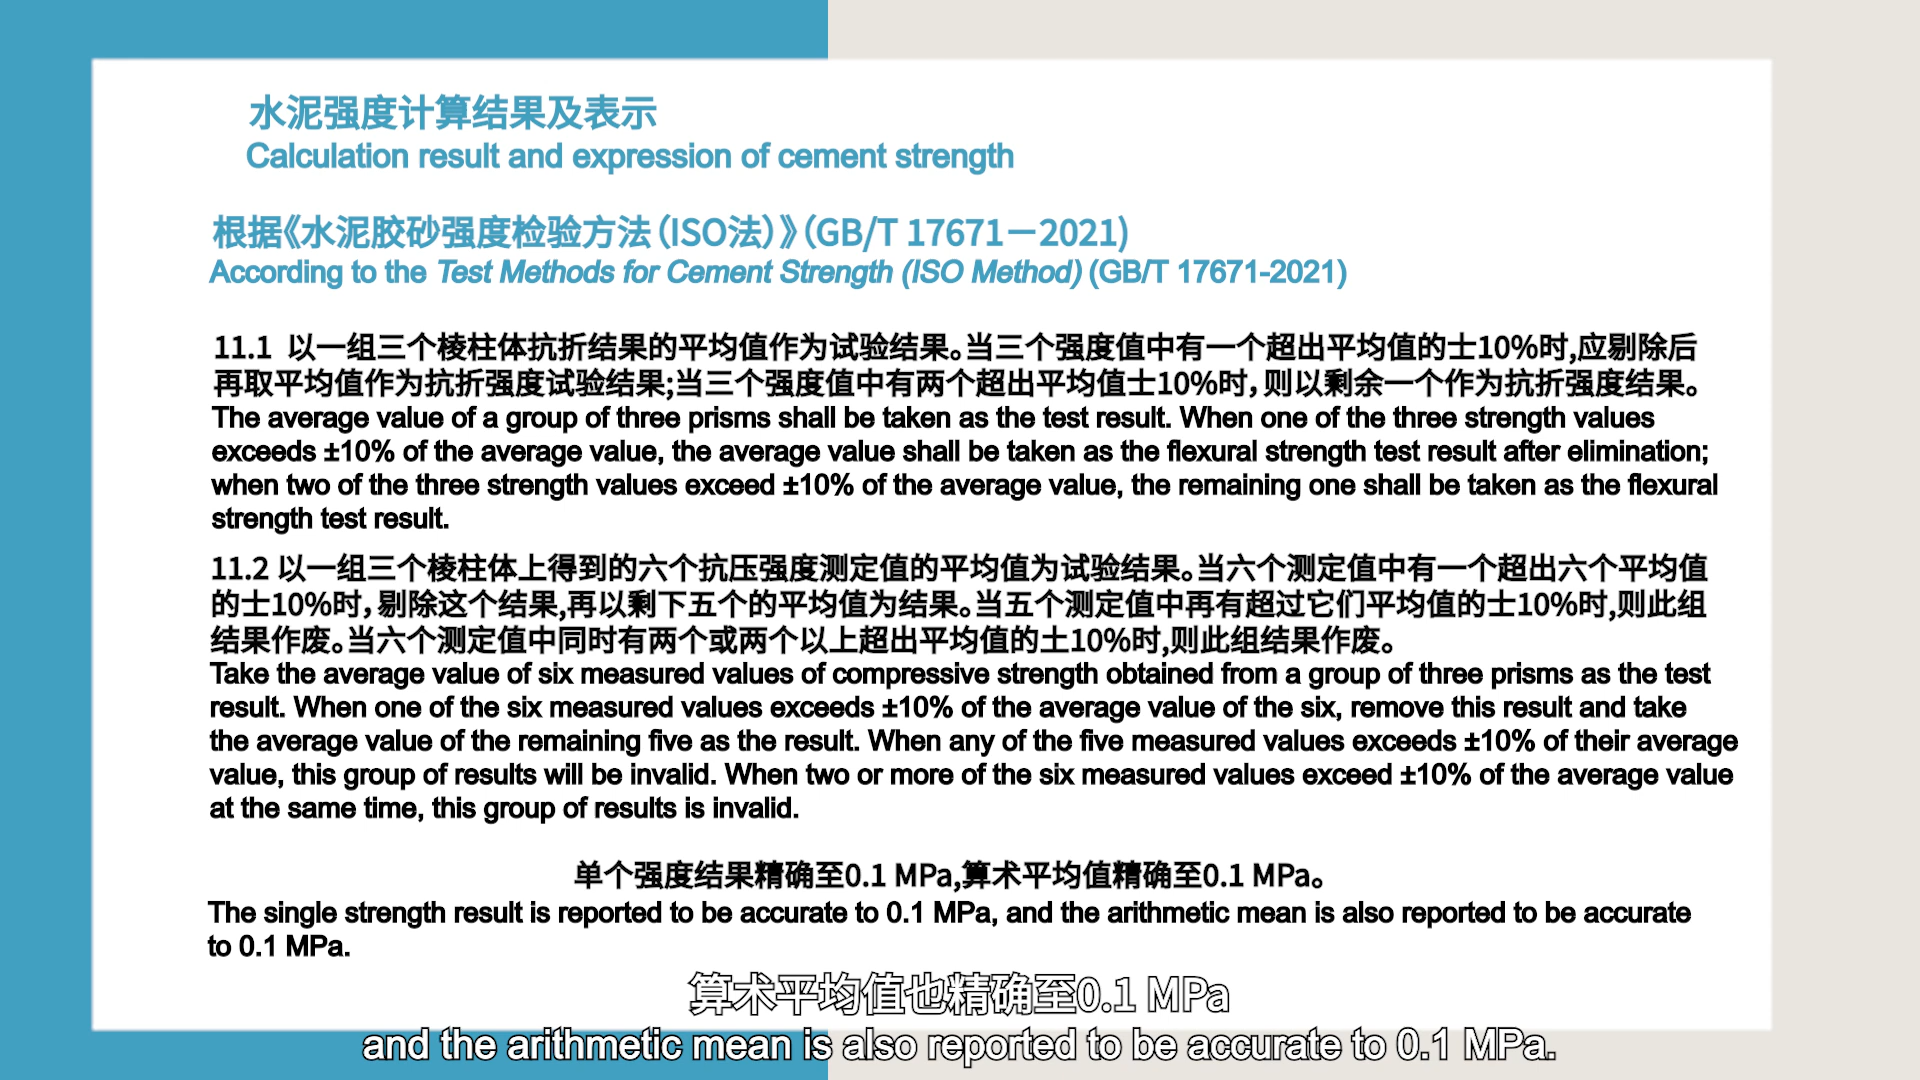 水泥强度计算结果及表示
Calculation result and expression of cement strength
根据《水泥胶砂强度检验方法（ISO法）》（GB/T 17671－2021)
According to the Test Methods for Cement Strength (ISO Method) (GB/T 17671-2021)
11.1 以一组三个棱柱体抗折结果的平均值作为试验结果。当三个强度值中有一个超出平均值的士10%时,应剔除后
再取平均值作为抗折强度试验结果;当三个强度值中有两个超出平均值士10%时，则以剩余一个作为抗折强度结果。
The average value of a group of three prisms shall be taken as the test result. When one of the three strength values
exceeds ±10% of the average value, the average value shall be taken as the flexural strength test result after elimination;
when two of the three strength values exceed ±10% of the average value, the remaining one shall be taken as the flexural
strength test result.
11.2 以一组三个棱柱体上得到的六个抗压强度测定值的平均值为试验结果。当六个测定值中有一个超出六个平均值
的士10%时，剔除这个结果,再以剩下五个的平均值为结果。当五个测定值中再有超过它们平均值的士10%时,则此组
结果作废。当六个测定值中同时有两个或两个以上超出平均值的土10%时,则此组结果作废。
Take the average value of six measured values of compressive strength obtained from a group of three prisms as the test
result. When one of the six measured values exceeds ±10% of the average value of the six, remove this result and take
the average value of the remaining five as the result. When any of the five measured values exceeds ±10% of their average
value, this group of results will be invalid. When two or more of the six measured values exceed ±10% of the average value
at the same time, this group of results is invalid.
单个强度结果精确至0.1 MPa,算术平均值精确至0.1 MPa。
The single strength result is reported to be accurate to 0.1 MPa, and the arithmetic mean is also reported to be accurate
to 0.1 MPa.
算术平均值也精确至0.1 MPa
and the arithmetic mean is also reported to be accurate to 0.1 MPa.